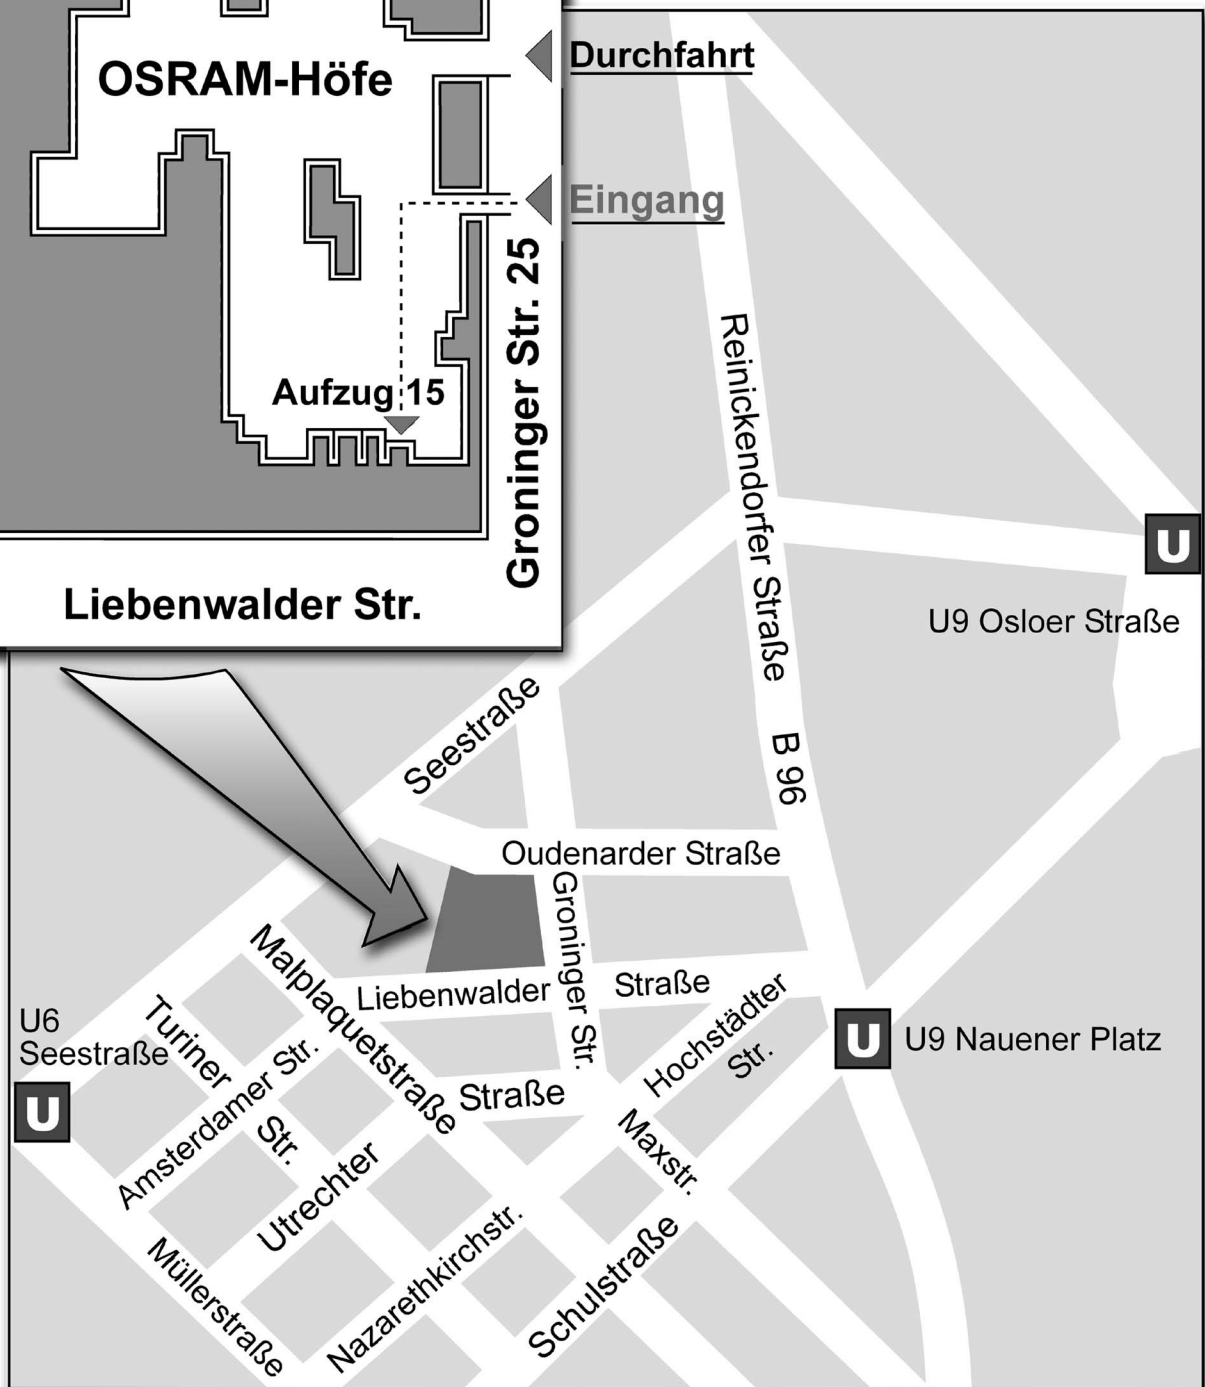 OSRAM-Höfe
Durchfahrt
Eingang
Aufzug 15
Groninger Str. 25
Liebenwalder Str.
Reinickendorfer Straße
B 96
U
U9 Osloer Straße
Seestraße
Oudenarder Straße
Groninger Str.
Malplaquetstraße
Liebenwalder Straße
Hochstädter
Str.
U
U9 Nauener Platz
U6
Seestraße
U
Turiner
Str.
Amsterdamer Str.
Utrechter
Straße
Maxstr.
Müllerstraße
Nazarethkirchstr.
Schulstraße